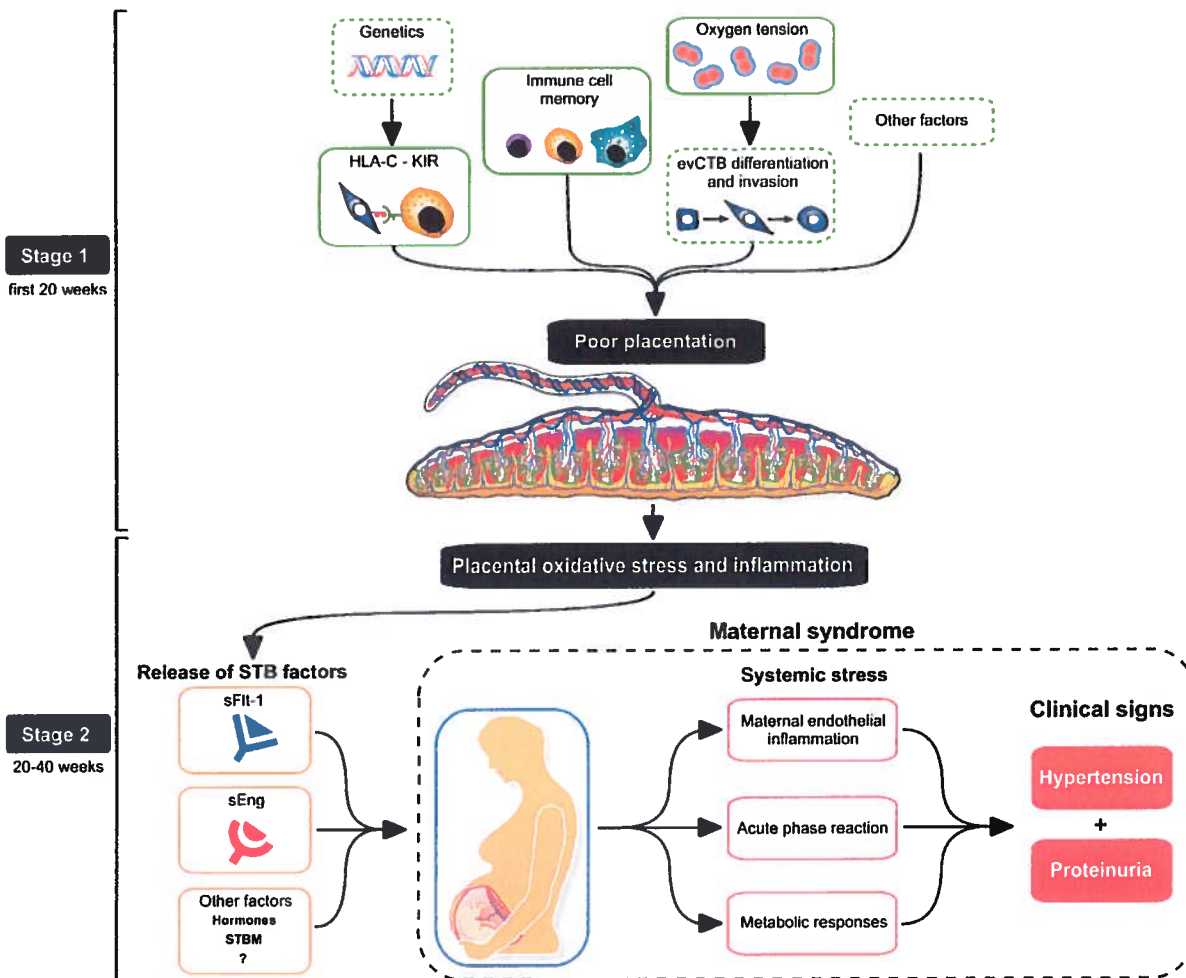 Genetics
Oxygen tension
Immune cell
memory
Other factors
HLA-C - KIR
evCTB differentiation
and invasion
Stage 1
first 20 weeks
Poor placentation
Placental oxidative stress and inflammation
Maternal syndrome
Release of STB factors
Systemic stress
sFlt-1
Maternal endothelial
inflammation
Clinical signs
Stage 2
20-40 weeks
Hypertension
sEng
Acute phase reaction
+
Proteinuria
Other factors
Hormones
STBM
?
Metabolic responses